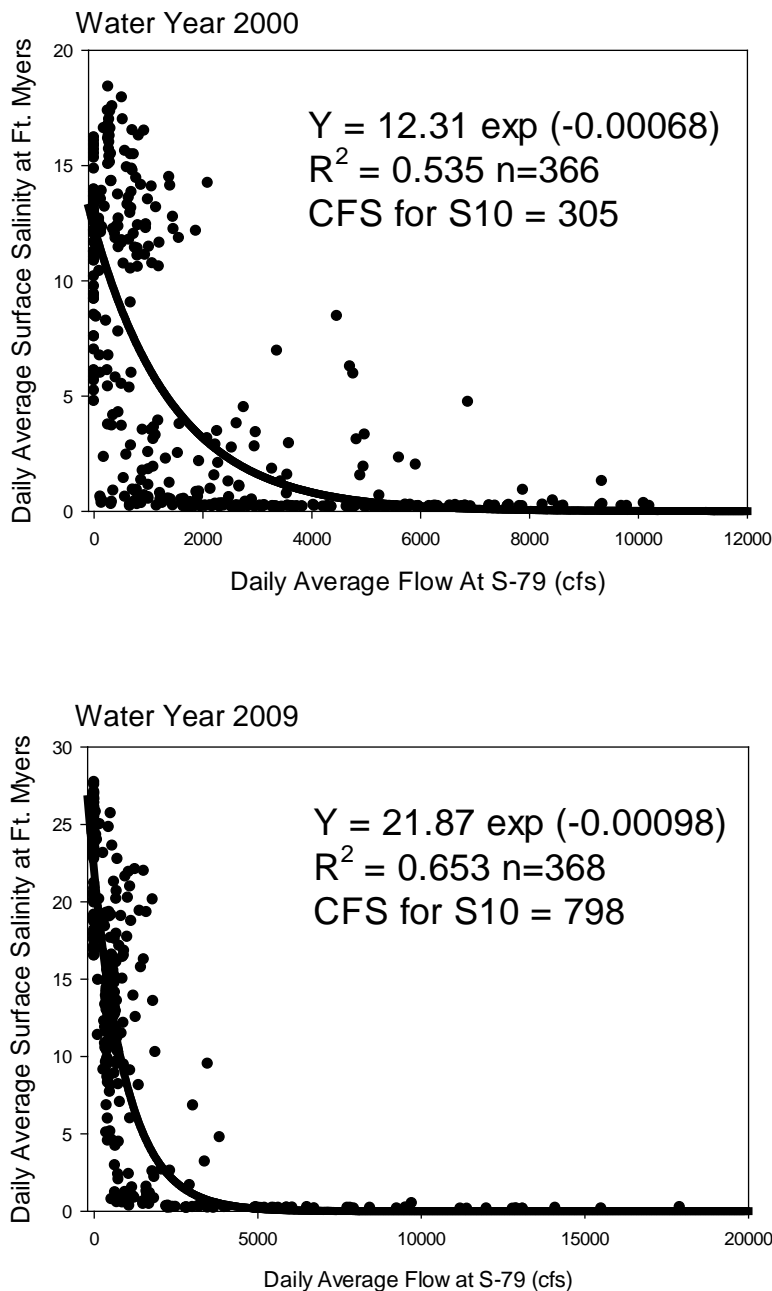 Water Year 2000
Daily Average Surface Salinity at Ft. Myers
20
15
10
5
0
Y = 12.31 exp (-0.00068)
R² = 0.535 n=366
CFS for S10 = 305
0 2000 4000 6000 8000 10000 12000
Daily Average Flow At S-79 (cfs)
Water Year 2009
Daily Average Surface Salinity at Ft. Myers
30
25
20
15
10
5
0
Y = 21.87 exp (-0.00098)
R² = 0.653 n=368
CFS for S10 = 798
0 5000 10000 15000 20000
Daily Average Flow at S-79 (cfs)